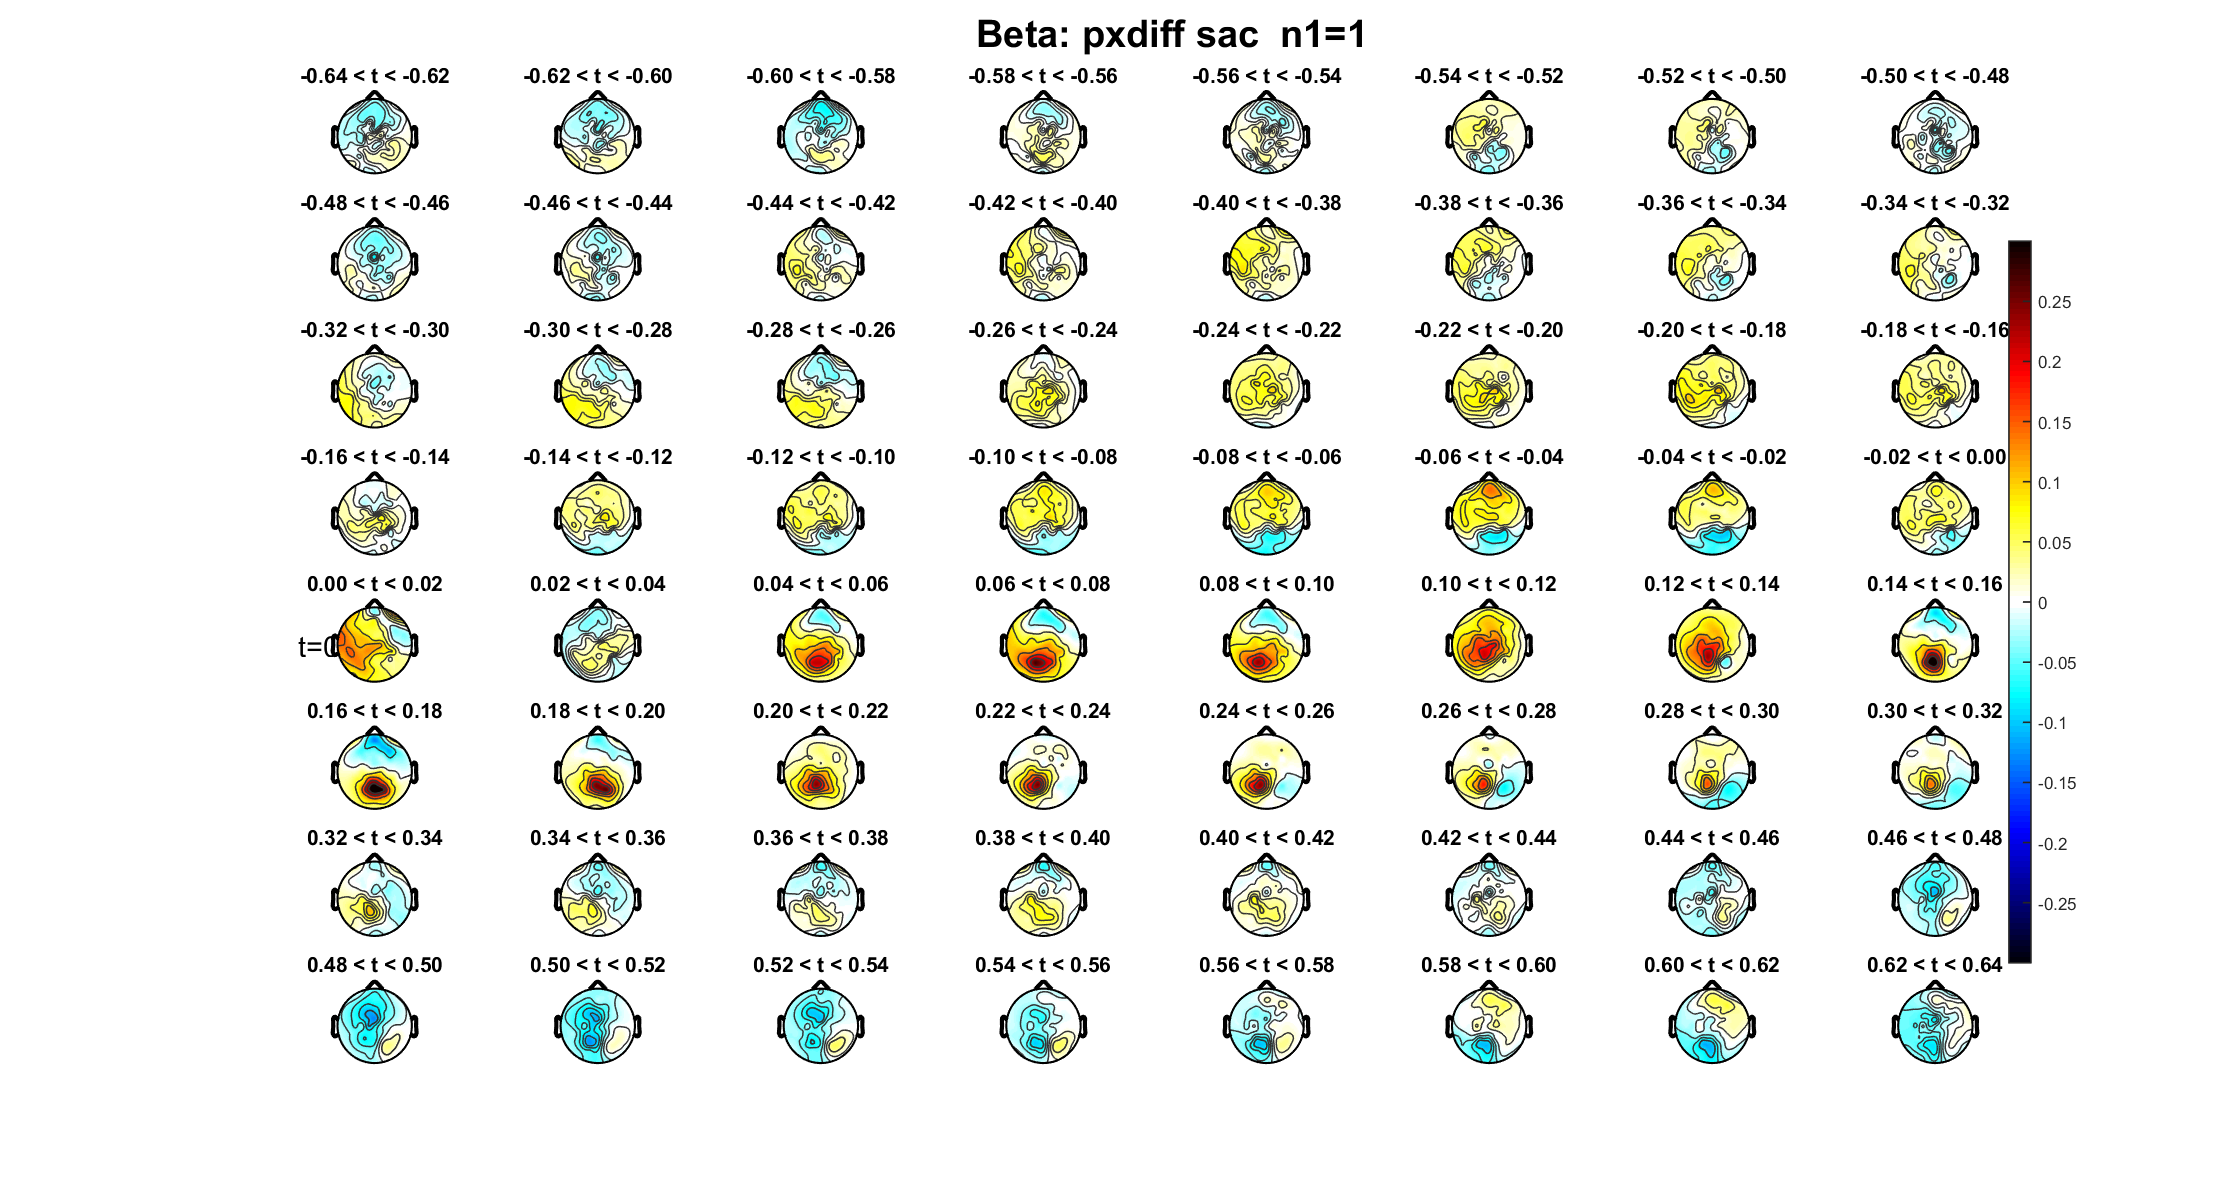 Beta: pxdiff sac  n1=1
-0.64 < t < -0.62 -0.62 < t < -0.60 -0.60 < t < -0.58 -0.58 < t < -0.56 -0.56 < t < -0.54 -0.54 < t < -0.52 -0.52 < t < -0.50 -0.50 < t < -0.48
-0.48 < t < -0.46 -0.46 < t < -0.44 -0.44 < t < -0.42 -0.42 < t < -0.40 -0.40 < t < -0.38 -0.38 < t < -0.36 -0.36 < t < -0.34 -0.34 < t < -0.32
-0.32 < t < -0.30 -0.30 < t < -0.28 -0.28 < t < -0.26 -0.26 < t < -0.24 -0.24 < t < -0.22 -0.22 < t < -0.20 -0.20 < t < -0.18 -0.18 < t < -0.16
-0.16 < t < -0.14 -0.14 < t < -0.12 -0.12 < t < -0.10 -0.10 < t < -0.08 -0.08 < t < -0.06 -0.06 < t < -0.04 -0.04 < t < -0.02 -0.02 < t < 0.00
0.00 < t < 0.02 0.02 < t < 0.04 0.04 < t < 0.06 0.06 < t < 0.08 0.08 < t < 0.10 0.10 < t < 0.12 0.12 < t < 0.14 0.14 < t < 0.16
t=0
0.16 < t < 0.18 0.18 < t < 0.20 0.20 < t < 0.22 0.22 < t < 0.24 0.24 < t < 0.26 0.26 < t < 0.28 0.28 < t < 0.30 0.30 < t < 0.32
0.32 < t < 0.34 0.34 < t < 0.36 0.36 < t < 0.38 0.38 < t < 0.40 0.40 < t < 0.42 0.42 < t < 0.44 0.44 < t < 0.46 0.46 < t < 0.48
0.48 < t < 0.50 0.50 < t < 0.52 0.52 < t < 0.54 0.54 < t < 0.56 0.56 < t < 0.58 0.58 < t < 0.60 0.60 < t < 0.62 0.62 < t < 0.64
0.25
0.2
0.15
0.1
0.05
0
-0.05
-0.1
-0.15
-0.2
-0.25